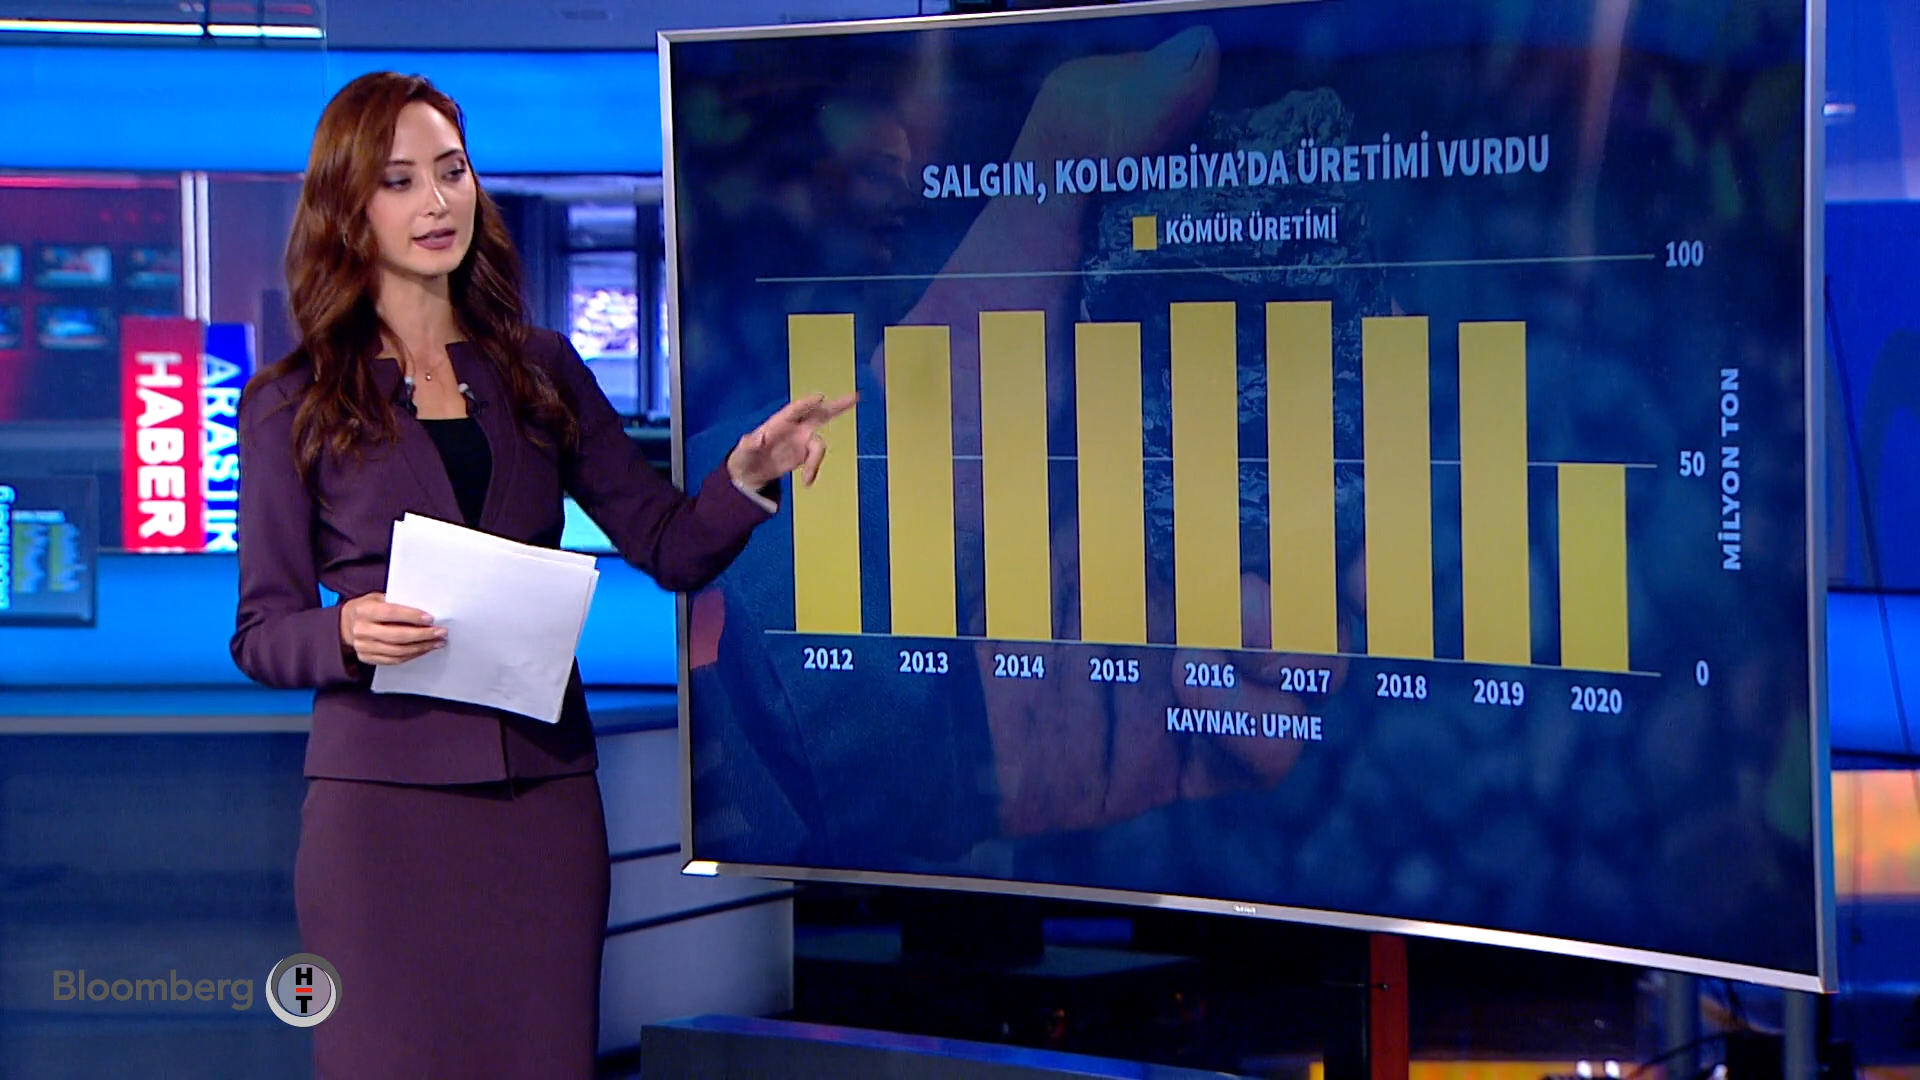 SALGIN, KOLOMBİYA'DA ÜRETİMİ VURDU
KÖMÜR ÜRETİMİ
100
50
0
MİLYON TON
2012 2013 2014 2015 2016 2017 2018 2019 2020
KAYNAK: UPME
HABER
Bloomberg HT